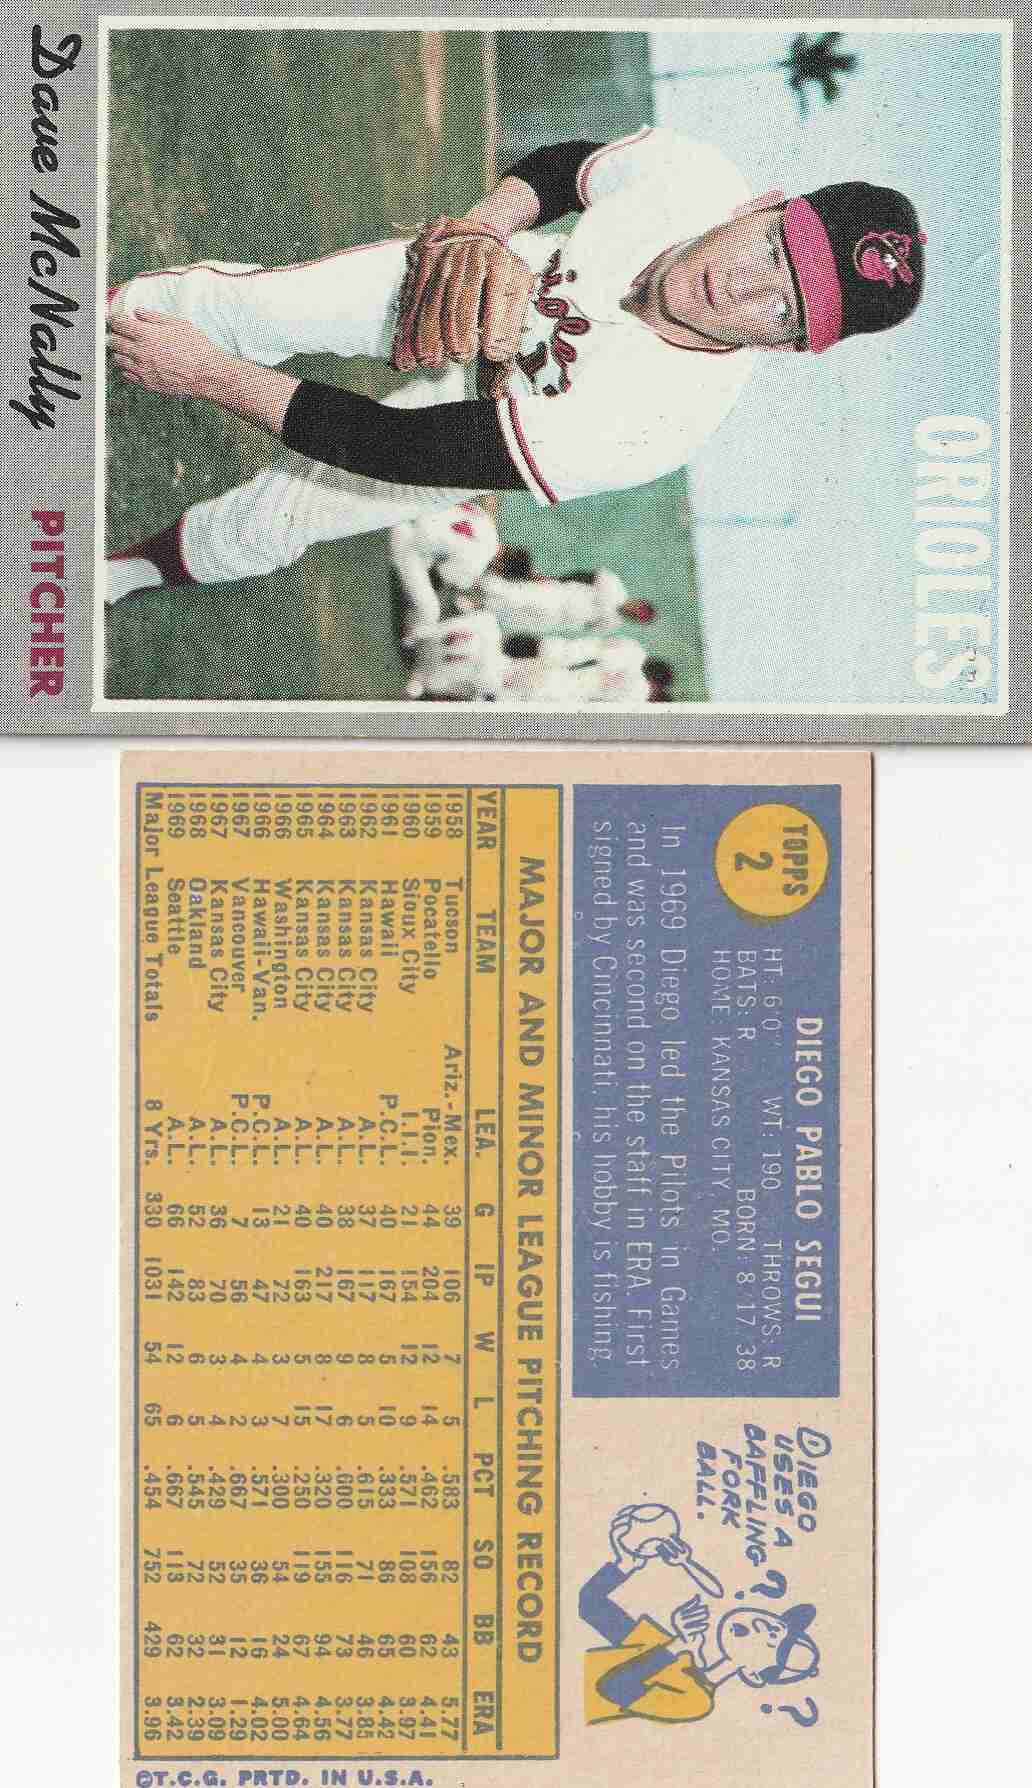 ORIOLES
Orioles
Dave McNally PITCHER
TOPPS
2
DIEGO PABLO SEGUI
HT: 6'0" WT: 190 THROWS: R
BATS: R BORN: 8/17/38
HOME: KANSAS CITY, MO.
In 1969 Diego led the Pilots in Games
and was second on the staff in ERA. First
signed by Cincinnati, his hobby is fishing.
DIEGO
USES A
BAFFLING
FORK
BALL.
? ?
MAJOR AND MINOR LEAGUE PITCHING RECORD
YEAR TEAM LEA. G IP W L PCT SO BB ERA
1958 Tucson Ariz.-Mex. 39 106 7 5 .583 82 43 5.77
1959 Pocatello Pion. 44 204 12 14 .462 156 62 4.41
1960 Sioux City I.I.I. 21 154 12 9 .571 108 60 3.97
1961 Hawaii P.C.L. 40 167 5 10 .333 86 65 4.42
1962 Kansas City A.L. 37 117 8 5 .615 71 46 3.85
1963 Kansas City A.L. 38 167 9 6 .600 116 73 3.77
1964 Kansas City A.L. 40 217 8 17 .320 155 94 4.56
1965 Kansas City A.L. 40 163 5 15 .250 119 67 4.64
1966 Washington A.L. 21 72 3 7 .300 54 24 5.00
1966 Hawaii-Van. P.C.L. 13 47 4 3 .571 36 16 4.02
1967 Vancouver P.C.L. 7 56 4 2 .667 35 12 1.29
1967 Kansas City A.L. 36 70 3 4 .429 52 31 3.09
1968 Oakland A.L. 52 83 6 5 .545 72 32 2.39
1969 Seattle A.L. 66 142 12 6 .667 113 62 3.42
Major League Totals 8 Yrs. 330 1031 54 65 .454 752 429 3.96
©T.C.G. PRTD. IN U.S.A.